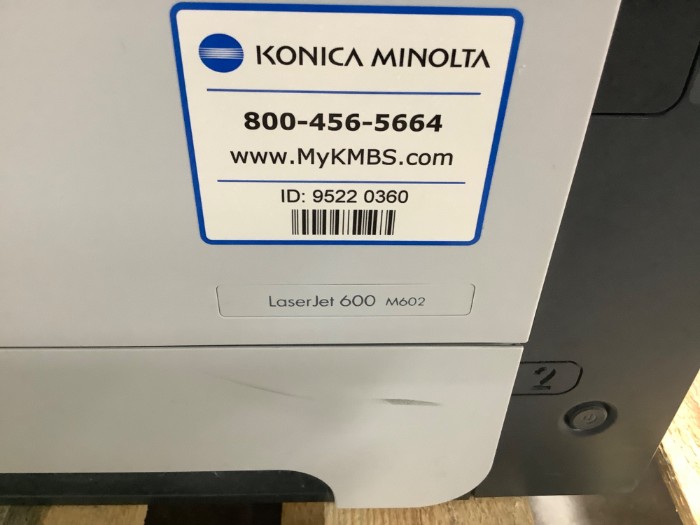 KONICA MINOLTA
800-456-5664
www.MyKMBS.com
ID: 9522 0360
LaserJet 600 M602
2